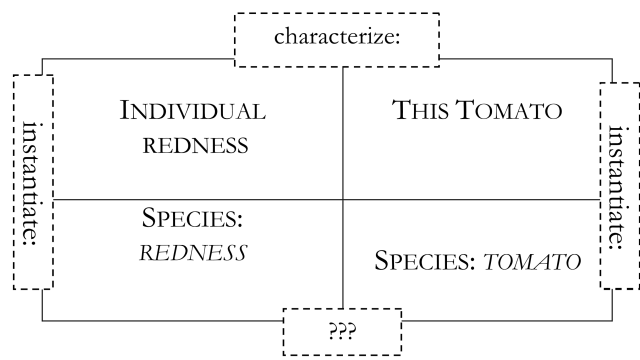 characterize:
INDIVIDUAL
REDNESS
THIS TOMATO
instantiate:
instantiate:
SPECIES:
REDNESS
SPECIES: TOMATO
???